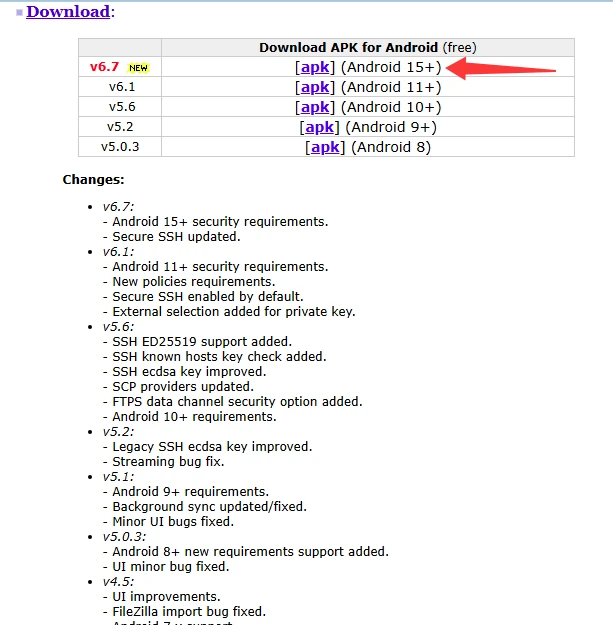 Download:
Download APK for Android (free)
v6.7 NEW [apk] (Android 15+)
v6.1 [apk] (Android 11+)
v5.6 [apk] (Android 10+)
v5.2 [apk] (Android 9+)
v5.0.3 [apk] (Android 8)
Changes:
• v6.7:
- Android 15+ security requirements.
- Secure SSH updated.
• v6.1:
- Android 11+ security requirements.
- New policies requirements.
- Secure SSH enabled by default.
- External selection added for private key.
• v5.6:
- SSH ED25519 support added.
- SSH known hosts key check added.
- SSH ecdsa key improved.
- SCP providers updated.
- FTPS data channel security option added.
- Android 10+ requirements.
• v5.2:
- Legacy SSH ecdsa key improved.
- Streaming bug fix.
• v5.1:
- Android 9+ requirements.
- Background sync updated/fixed.
- Minor UI bugs fixed.
• v5.0.3:
- Android 8+ new requirements support added.
- UI minor bug fixed.
• v4.5:
- UI improvements.
- FileZilla import bug fixed.